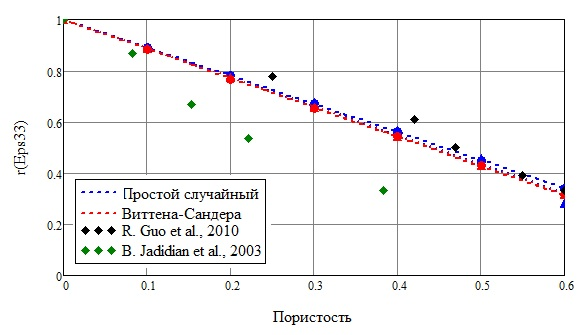 1
0.8
0.6
0.4
0.2
0
r(Eps33)
Простой случайный
Виттена-Сандера
R. Guo et al., 2010
B. Jadidian et al., 2003
0 0.1 0.2 0.3 0.4 0.5 0.6
Пористость